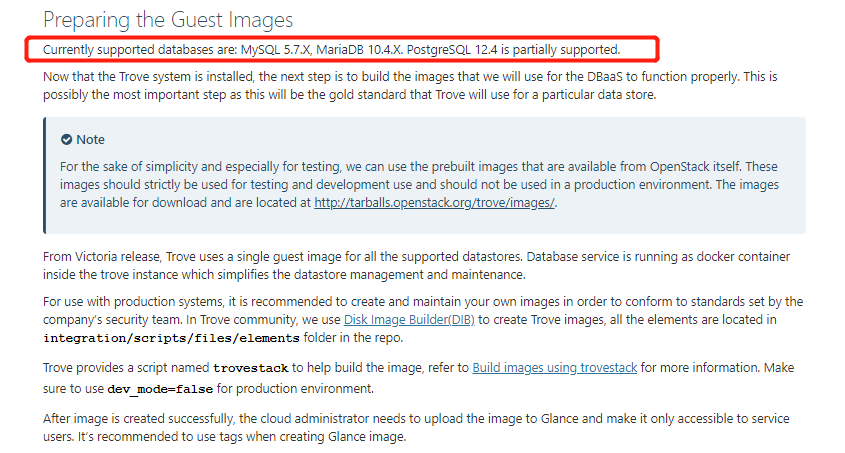 Preparing the Guest Images
Currently supported databases are: MySQL 5.7.X, MariaDB 10.4.X. PostgreSQL 12.4 is partially supported.
Now that the Trove system is installed, the next step is to build the images that we will use for the DBaaS to function properly. This is
possibly the most important step as this will be the gold standard that Trove will use for a particular data store.
Note
For the sake of simplicity and especially for testing, we can use the prebuilt images that are available from OpenStack itself. These
images should strictly be used for testing and development use and should not be used in a production environment. The images
are available for download and are located at http://tarballs.openstack.org/trove/images/.
From Victoria release, Trove uses a single guest image for all the supported datastores. Database service is running as docker container
inside the trove instance which simplifies the datastore management and maintenance.
For use with production systems, it is recommended to create and maintain your own images in order to conform to standards set by the
company's security team. In Trove community, we use Disk Image Builder(DIB) to create Trove images, all the elements are located in
integration/scripts/files/elements folder in the repo.
Trove provides a script named trovestack to help build the image, refer to Build images using trovestack for more information. Make
sure to use dev_mode=false for production environment.
After image is created successfully, the cloud administrator needs to upload the image to Glance and make it only accessible to service
users. It's recommended to use tags when creating Glance image.